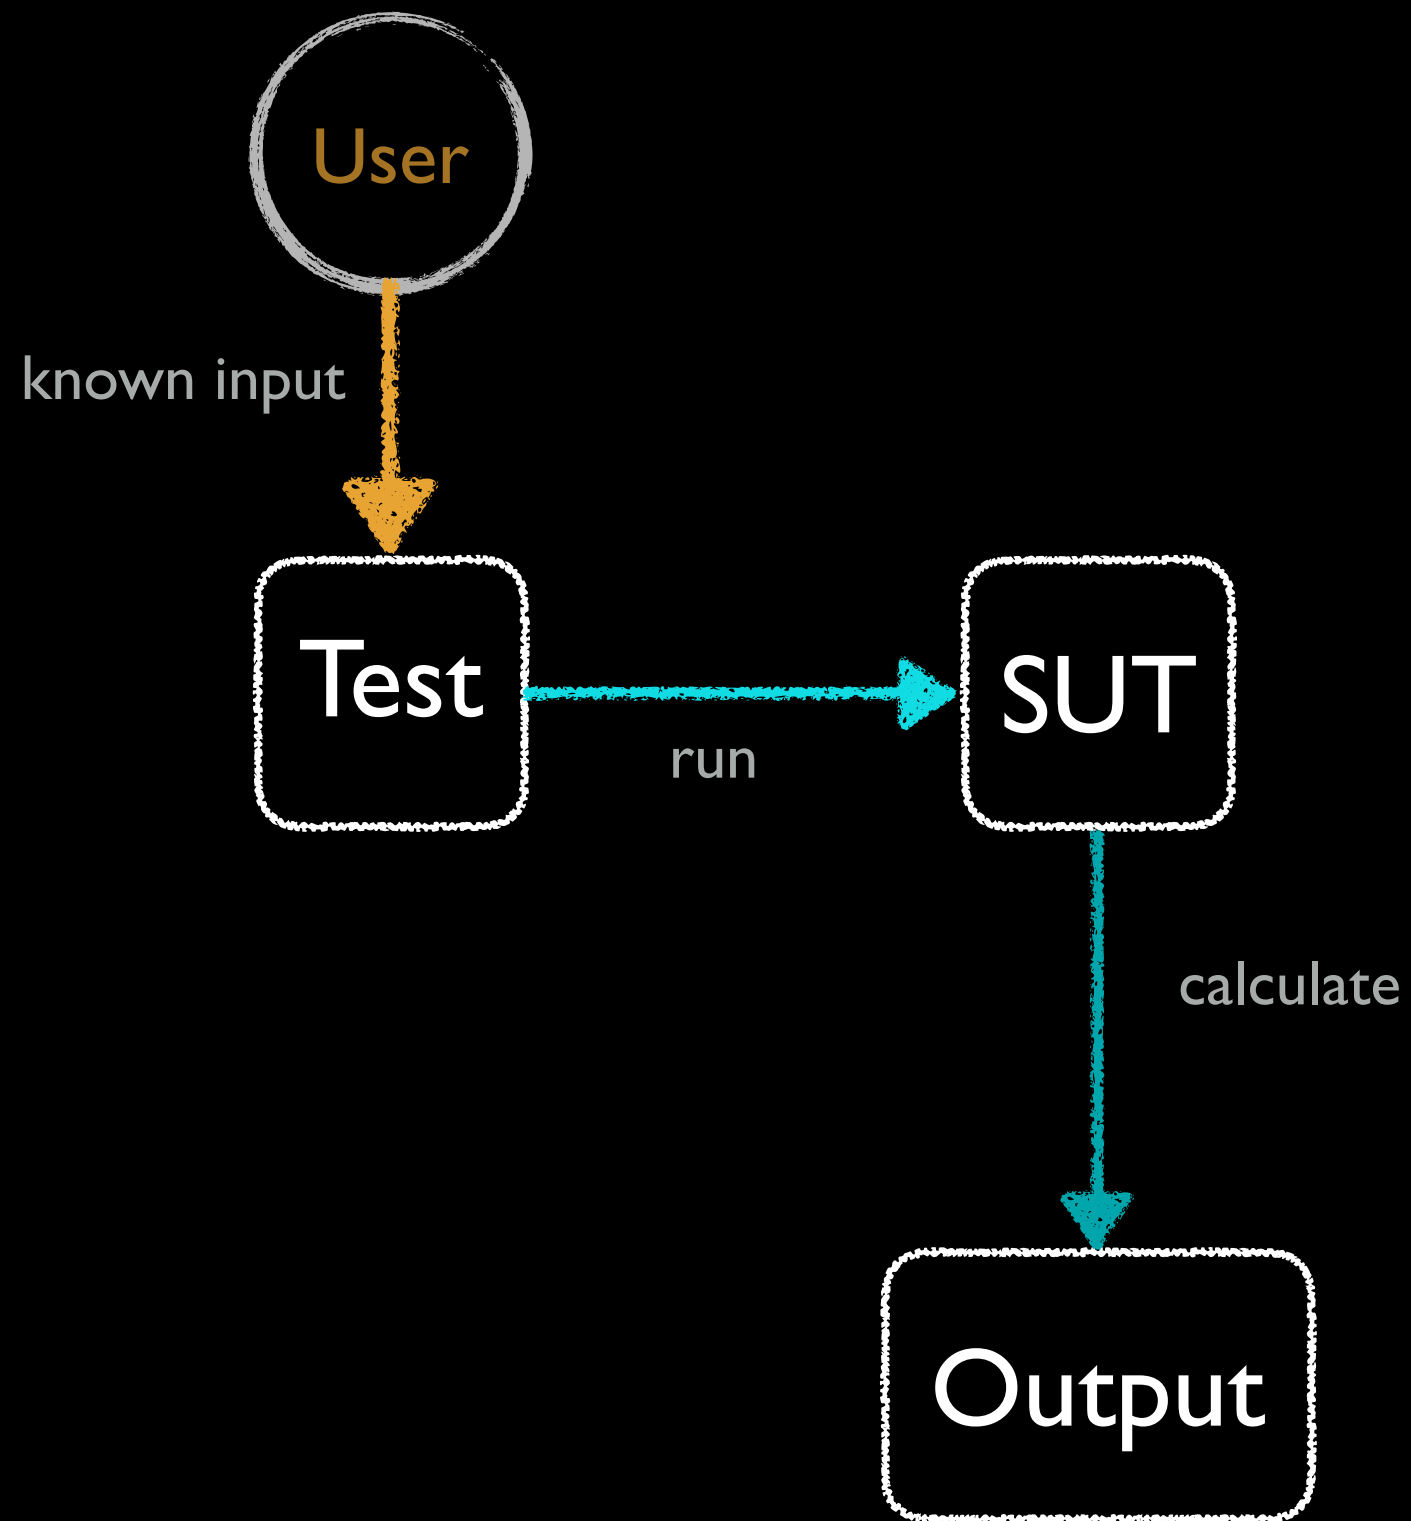 User
known input
Test
SUT
run
calculate
Output